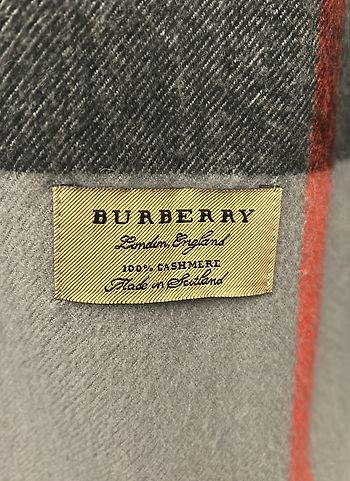 BURBERRY
London, England
100% CASHMERE
Made in Scotland